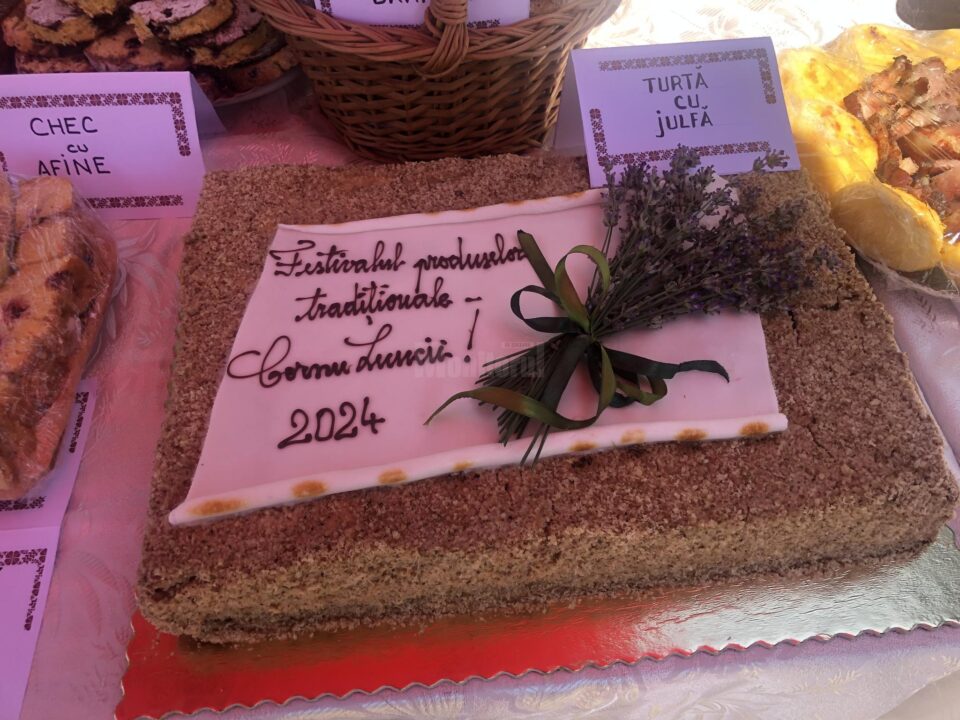 CHEC
cu
AFINE
TURTĂ
CU
JULFĂ
Festivalul produselor
tradiționale -
Cornu Luncii!
2024